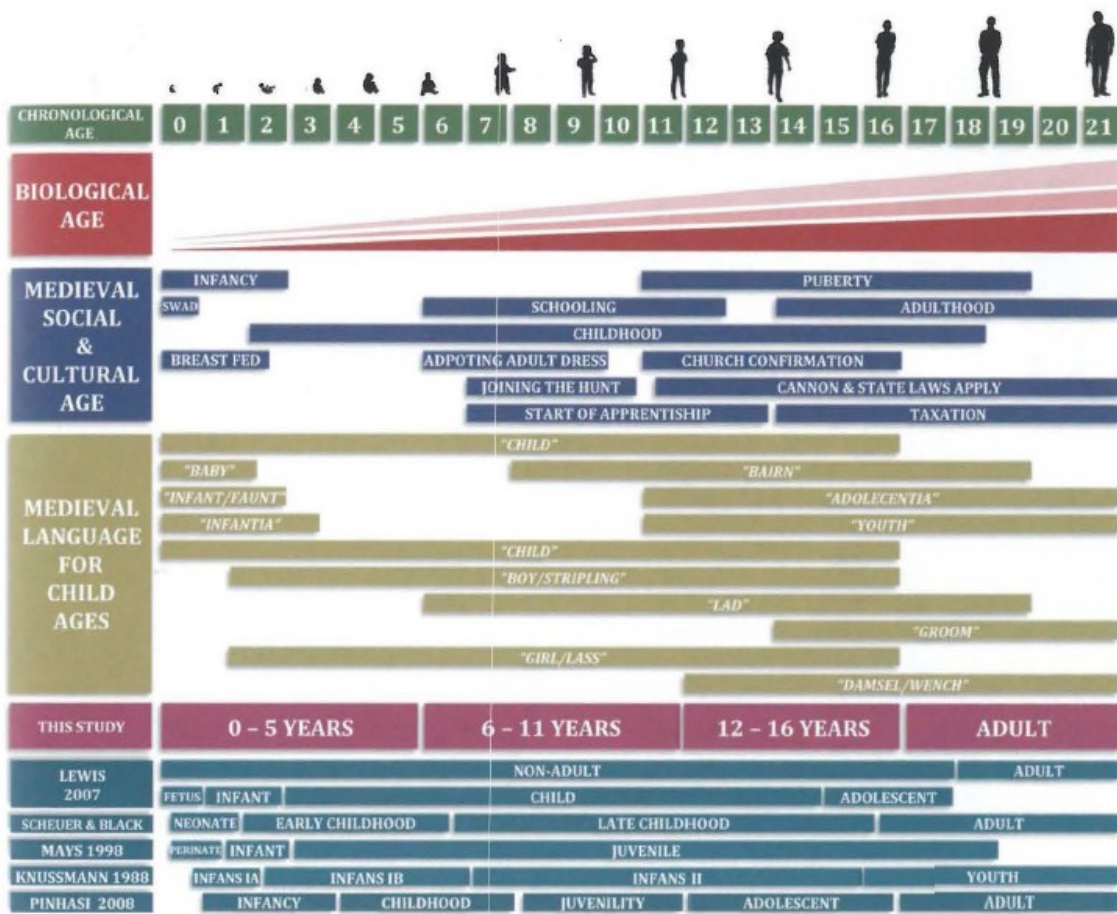 CHRONOLOGICAL
AGE
0 1 2 3 4 5 6 7 8 9 10 11 12 13 14 15 16 17 18 19 20 21
BIOLOGICAL
AGE
MEDIEVAL
SOCIAL
&
CULTURAL
AGE
INFANCY PUBERTY
SWAD SCHOOLING ADULTHOOD
CHILDHOOD
BREAST FED ADPOTING ADULT DRESS CHURCH CONFIRMATION
JOINING THE HUNT CANNON & STATE LAWS APPLY
START OF APPRENTISHIP TAXATION
MEDIEVAL
LANGUAGE
FOR
CHILD
AGES
"CHILD"
"BABY" "BAIRN"
"INFANT/FAUNT" "ADOLECENTIA"
"INFANTIA" "YOUTH"
"CHILD"
"BOY/STRIPLING"
"LAD"
"GROOM"
"GIRL/LASS"
"DAMSEL/WENCH"
THIS STUDY 0 – 5 YEARS 6 – 11 YEARS 12 – 16 YEARS ADULT
LEWIS
2007
NON-ADULT ADULT
FETUS INFANT CHILD ADOLESCENT
SCHEUER & BLACK NEONATE EARLY CHILDHOOD LATE CHILDHOOD ADULT
MAYS 1998 PERINATE INFANT JUVENILE
KNUSSMANN 1988 INFANS IA INFANS IB INFANS II YOUTH
PINHASI 2008 INFANCY CHILDHOOD JUVENILITY ADOLESCENT ADULT